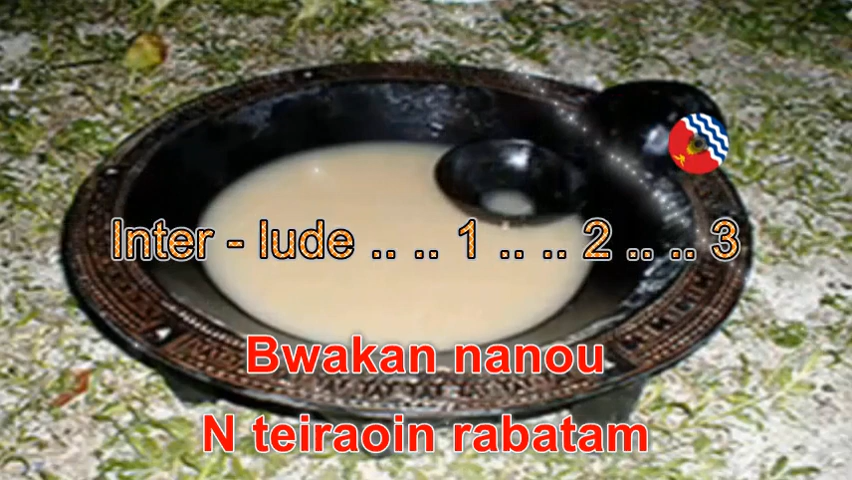 Inter - lude .. .. 1 .. .. 2 .. .. 3
Bwakan nanou
N teiraoin rabatam